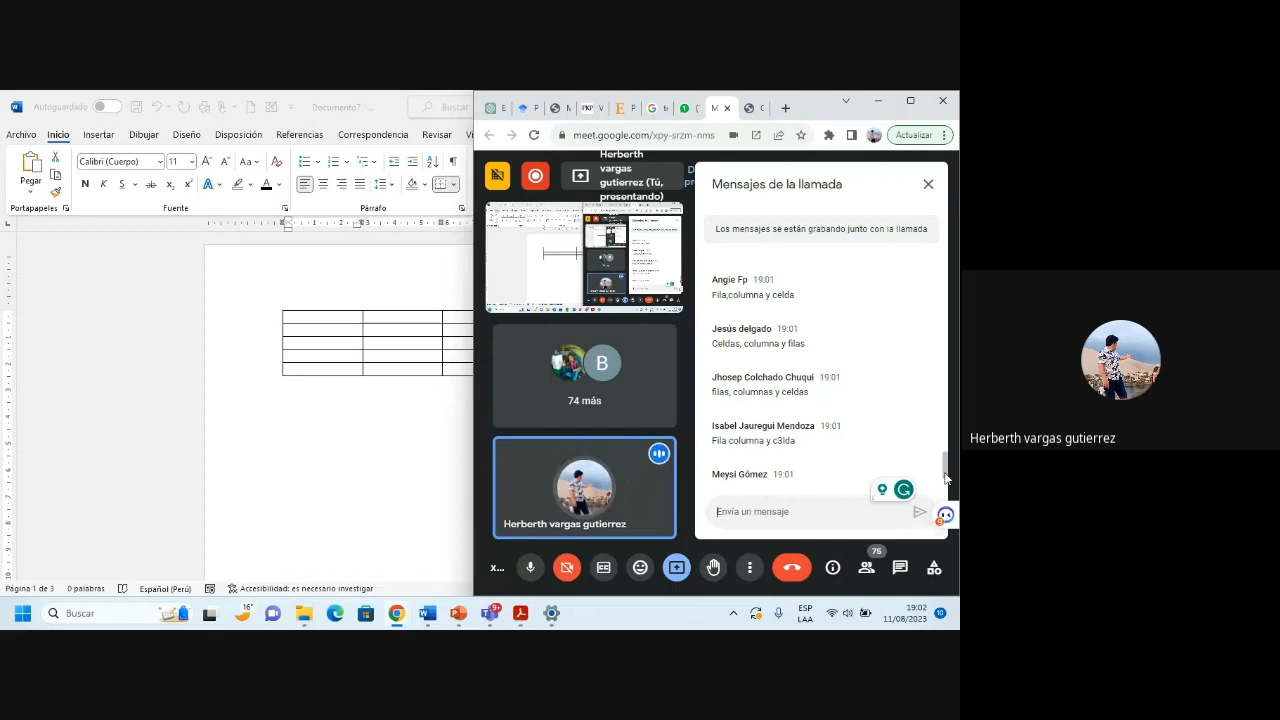 Autoguardado
Documento7
Buscar
Archivo
Inicio
Insertar
Dibujar
Diseño
Disposición
Referencias
Correspondencia
Revisar
Calibri (Cuerpo)
11
Aa
Pegar
N
K
S
ab
Portapapeles
Fuente
Párrafo
Página 1 de 3
0 palabras
Español (Perú)
Accesibilidad: es necesario investigar
meet.google.com/xpy-srzm-nms
Actualizar
Herberth
vargas
gutierrez (Tú,
presentando)
74 más
B
Herberth vargas gutierrez
Mensajes de la llamada
Los mensajes se están grabando junto con la llamada
Angie Fp 19:01
Fila,columna y celda
Jesús delgado 19:01
Celdas, columna y filas
Jhosep Colchado Chuqui 19:01
filas, columnas y celdas
Isabel Jauregui Mendoza 19:01
Fila columna y c3lda
Meysi Gómez 19:01
Envía un mensaje
x...
76
Buscar
16°
9+
ESP
LAA
19:02
11/08/2023
10
Herberth vargas gutierrez